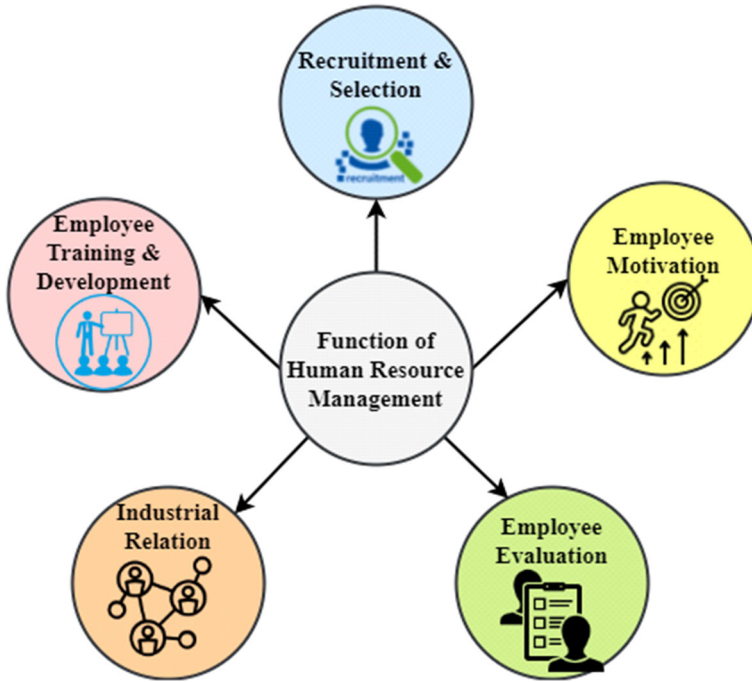 Recruitment &
Selection
recruitment
Employee
Training &
Development
Employee
Motivation
Function of
Human Resource
Management
Industrial
Relation
Employee
Evaluation